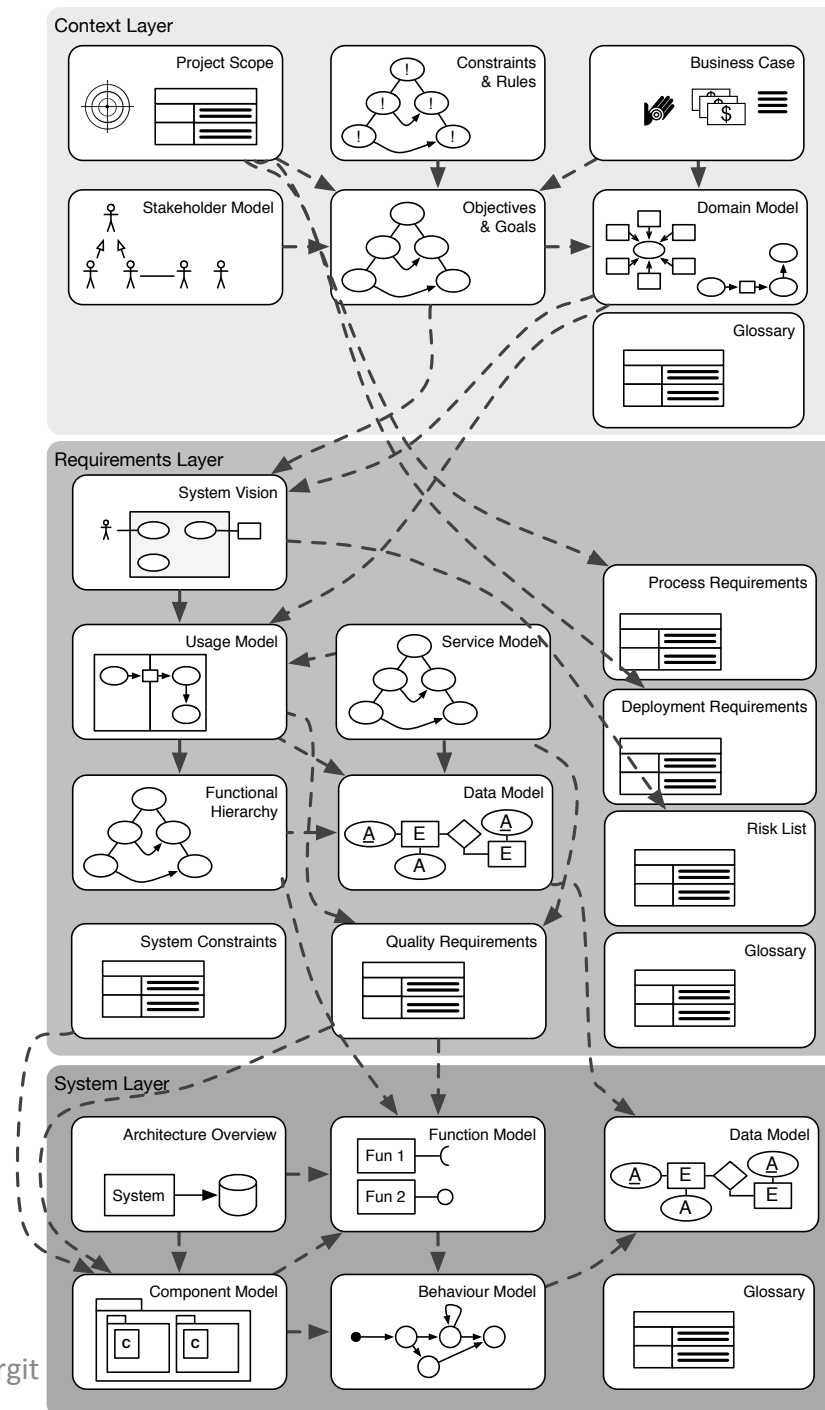 Context Layer
Project Scope
Constraints
& Rules
! 
! !
! !
Business Case
$
$
$
Stakeholder Model
Objectives
& Goals
Domain Model
Glossary
Requirements Layer
System Vision
Process Requirements
Usage Model
Service Model
Deployment Requirements
Functional
Hierarchy
Data Model
A
E
A
A
E
Risk List
System Constraints
Quality Requirements
Glossary
System Layer
Architecture Overview
System
Function Model
Fun 1
Fun 2
Data Model
A
E
A
A
E
Component Model
C
C
Behaviour Model
Glossary
rgit